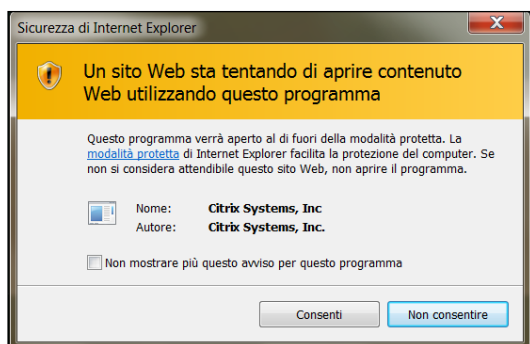 Sicurezza di Internet Explorer
Un sito Web sta tentando di aprire contenuto
Web utilizzando questo programma
Questo programma verrà aperto al di fuori della modalità protetta. La
modalità protetta di Internet Explorer facilita la protezione del computer. Se
non si considera attendibile questo sito Web, non aprire il programma.
Nome: Citrix Systems, Inc
Autore: Citrix Systems, Inc.
Non mostrare più questo avviso per questo programma
Consenti Non consentire